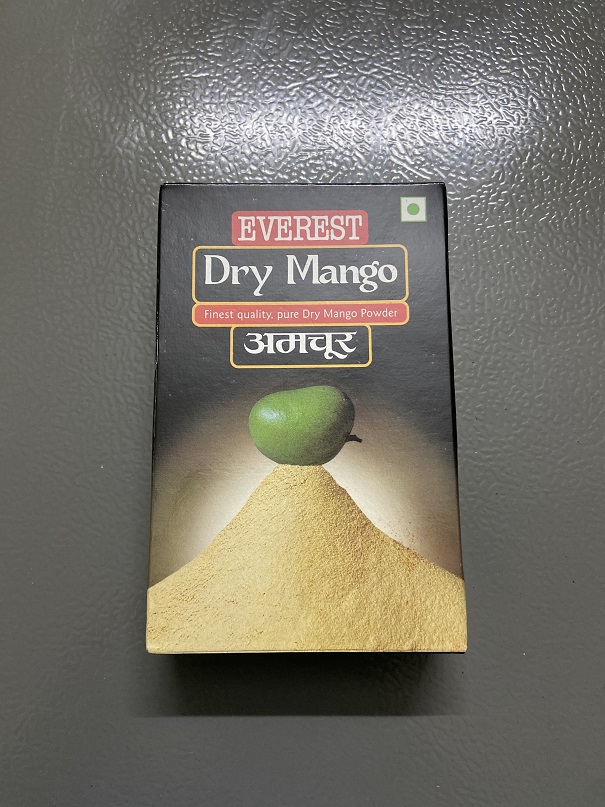 EVEREST
Dry Mango
Finest quality, pure Dry Mango Powder
अमचूर